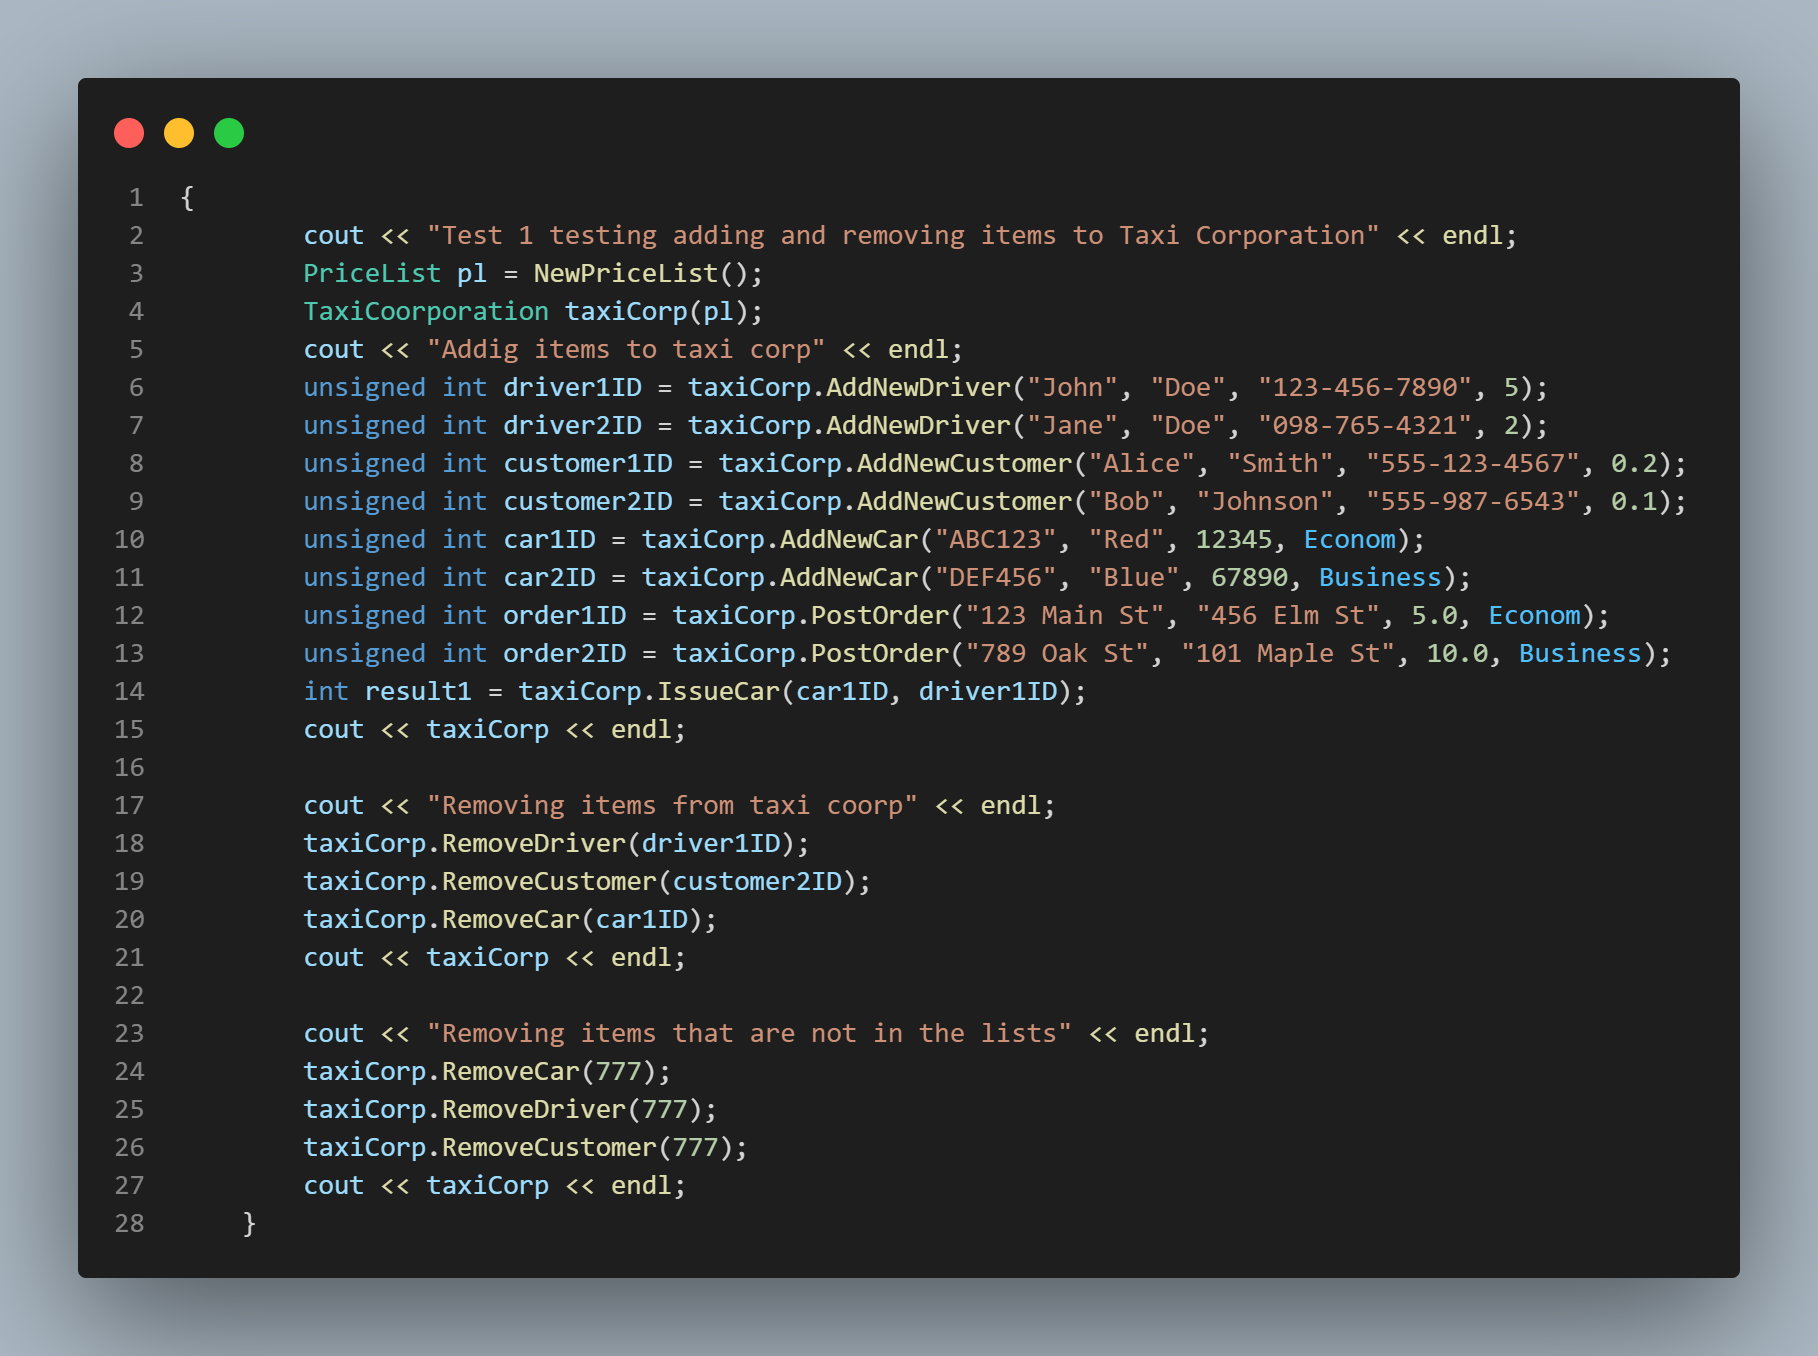 1 {
2         cout << "Test 1 testing adding and removing items to Taxi Corporation" << endl;
3         PriceList pl = NewPriceList();
4         TaxiCoorporation taxiCorp(pl);
5         cout << "Addig items to taxi corp" << endl;
6         unsigned int driver1ID = taxiCorp.AddNewDriver("John", "Doe", "123-456-7890", 5);
7         unsigned int driver2ID = taxiCorp.AddNewDriver("Jane", "Doe", "098-765-4321", 2);
8         unsigned int customer1ID = taxiCorp.AddNewCustomer("Alice", "Smith", "555-123-4567", 0.2);
9         unsigned int customer2ID = taxiCorp.AddNewCustomer("Bob", "Johnson", "555-987-6543", 0.1);
10         unsigned int car1ID = taxiCorp.AddNewCar("ABC123", "Red", 12345, Econom);
11         unsigned int car2ID = taxiCorp.AddNewCar("DEF456", "Blue", 67890, Business);
12         unsigned int order1ID = taxiCorp.PostOrder("123 Main St", "456 Elm St", 5.0, Econom);
13         unsigned int order2ID = taxiCorp.PostOrder("789 Oak St", "101 Maple St", 10.0, Business);
14         int result1 = taxiCorp.IssueCar(car1ID, driver1ID);
15         cout << taxiCorp << endl;
16
17         cout << "Removing items from taxi coorp" << endl;
18         taxiCorp.RemoveDriver(driver1ID);
19         taxiCorp.RemoveCustomer(customer2ID);
20         taxiCorp.RemoveCar(car1ID);
21         cout << taxiCorp << endl;
22
23         cout << "Removing items that are not in the lists" << endl;
24         taxiCorp.RemoveCar(777);
25         taxiCorp.RemoveDriver(777);
26         taxiCorp.RemoveCustomer(777);
27         cout << taxiCorp << endl;
28     }